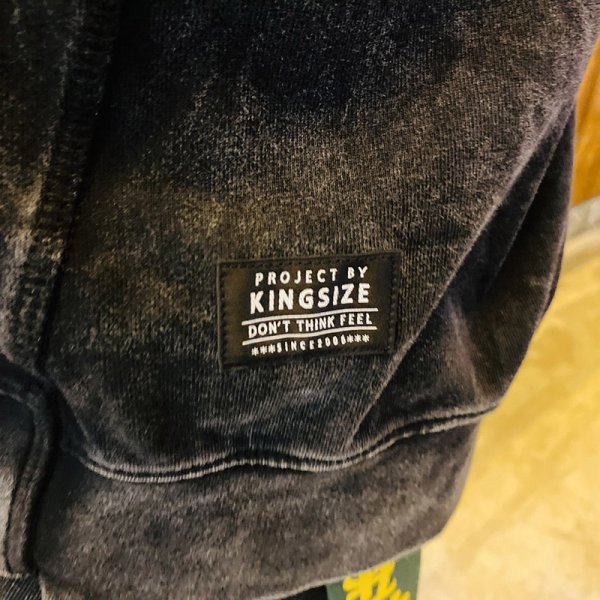 PROJECT BY
KINGSIZE
DON'T THINK FEEL
***SINCE2006***